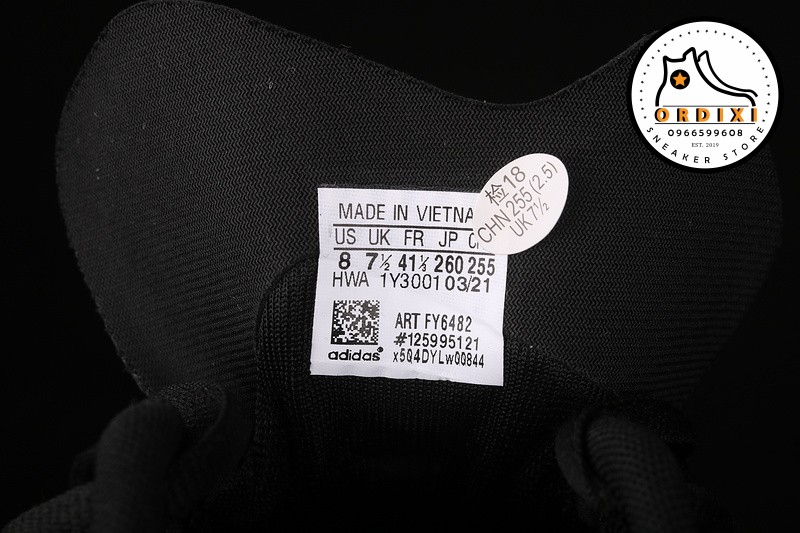 ORDIXI
0966599608
EST. 2019
SNEAKER STORE
检18
CHN 255 (2.5)
UK 7½
MADE IN VIETNA
US UK FR JP
8 7½ 41⅓ 260 255
HWA 1Y3001 03/21
ART FY6482
#125995121
adidas® x5Q4DYLw00844